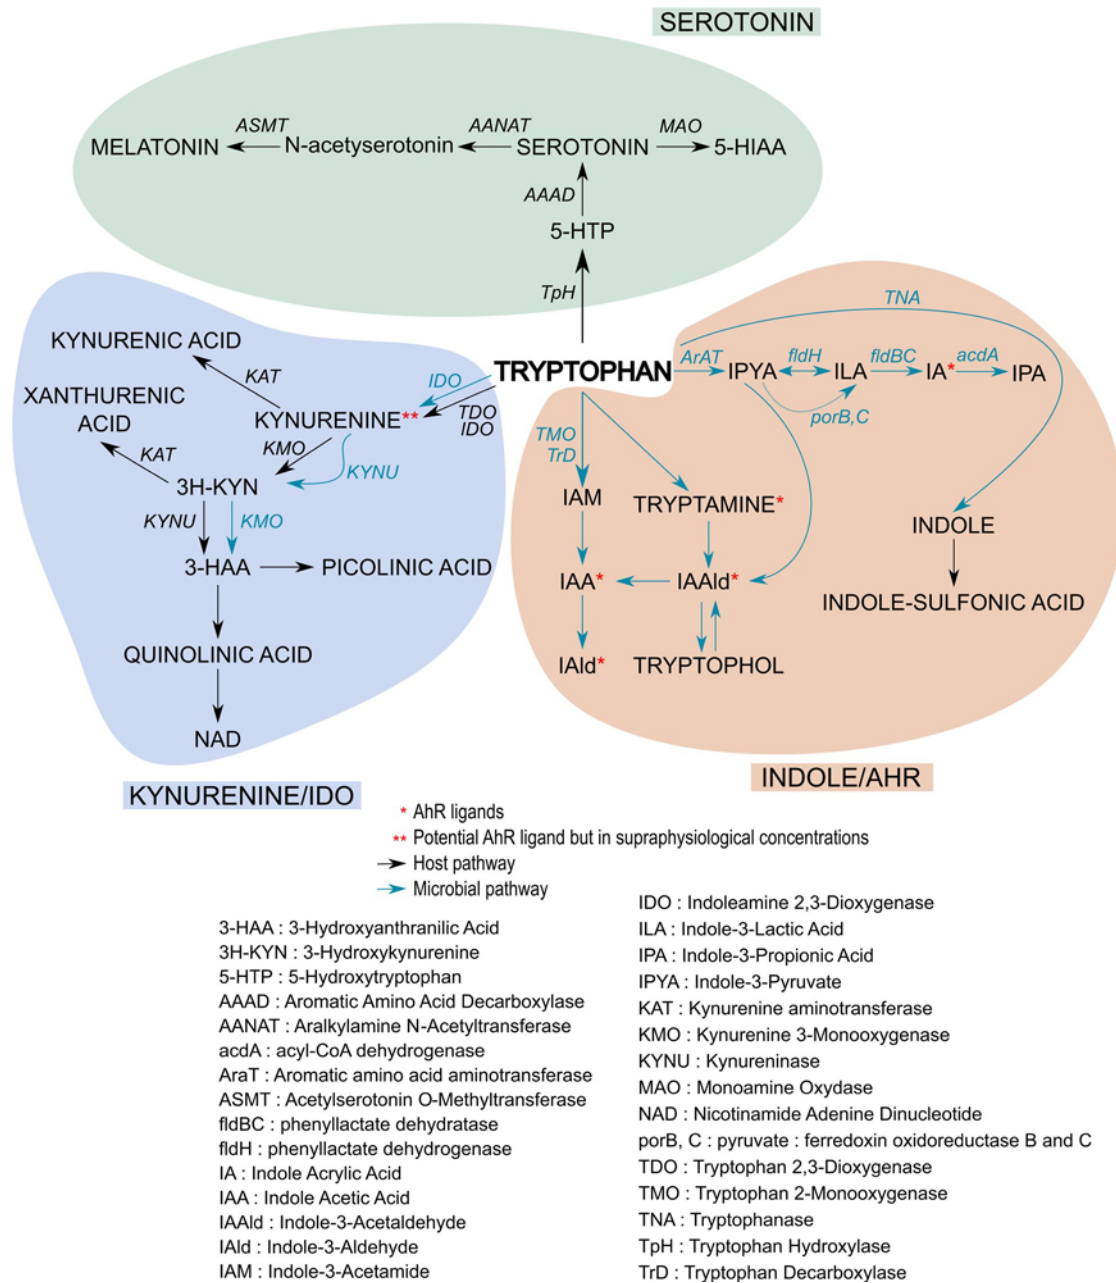 SEROTONIN
ASMT
AANAT
MAO
MELATONIN
N-acetyserotonin
SEROTONIN
5-HIAA
AAAD
5-HTP
TpH
TNA
KYNURENIC ACID
TRYPTOPHAN
ArAT
IPYA
fldH
ILA
fldBC
IA*
acdA
IPA
KAT
IDO
XANTHURENIC
ACID
KYNURENINE**
TDO
IDO
porB,C
KAT
KMO
KYNU
TMO
TrD
3H-KYN
IAM
TRYPTAMINE*
KYNU
KMO
INDOLE
3-HAA
PICOLINIC ACID
IAA*
IAAld*
INDOLE-SULFONIC ACID
QUINOLINIC ACID
IAld*
TRYPTOPHOL
NAD
KYNURENINE/IDO
INDOLE/AHR
* AhR ligands
** Potential AhR ligand but in supraphysiological concentrations
Host pathway
Microbial pathway
3-HAA : 3-Hydroxyanthranilic Acid
3H-KYN : 3-Hydroxykynurenine
5-HTP : 5-Hydroxytryptophan
AAAD : Aromatic Amino Acid Decarboxylase
AANAT : Aralkylamine N-Acetyltransferase
acdA : acyl-CoA dehydrogenase
AraT : Aromatic amino acid aminotransferase
ASMT : Acetylserotonin O-Methyltransferase
fldBC : phenyllactate dehydratase
fldH : phenyllactate dehydrogenase
IA : Indole Acrylic Acid
IAA : Indole Acetic Acid
IAAld : Indole-3-Acetaldehyde
IAld : Indole-3-Aldehyde
IAM : Indole-3-Acetamide
IDO : Indoleamine 2,3-Dioxygenase
ILA : Indole-3-Lactic Acid
IPA : Indole-3-Propionic Acid
IPYA : Indole-3-Pyruvate
KAT : Kynurenine aminotransferase
KMO : Kynurenine 3-Monooxygenase
KYNU : Kynureninase
MAO : Monoamine Oxydase
NAD : Nicotinamide Adenine Dinucleotide
porB, C : pyruvate : ferredoxin oxidoreductase B and C
TDO : Tryptophan 2,3-Dioxygenase
TMO : Tryptophan 2-Monooxygenase
TNA : Tryptophanase
TpH : Tryptophan Hydroxylase
TrD : Tryptophan Decarboxylase